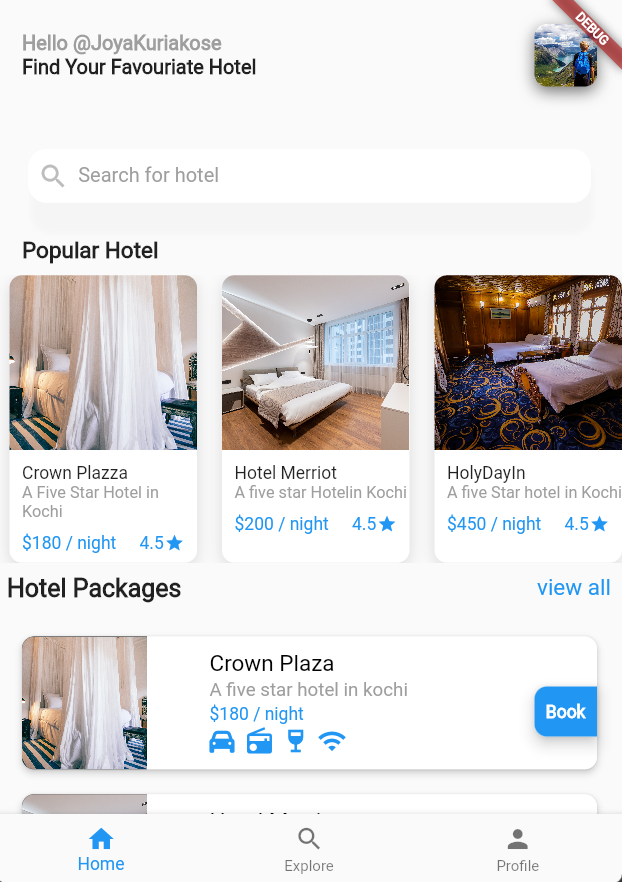 Hello @JoyaKuriakose
DEBUG
Find Your Favouriate Hotel
Search for hotel
Popular Hotel
Crown Plazza
A Five Star Hotel in
Kochi
$180 / night 4.5
Hotel Merriot
A five star Hotelin Kochi
$200 / night 4.5
HolyDayIn
A five Star hotel in Kochi
$450 / night 4.5
Hotel Packages
view all
Crown Plaza
A five star hotel in kochi
$180 / night
Book
Home
Explore
Profile